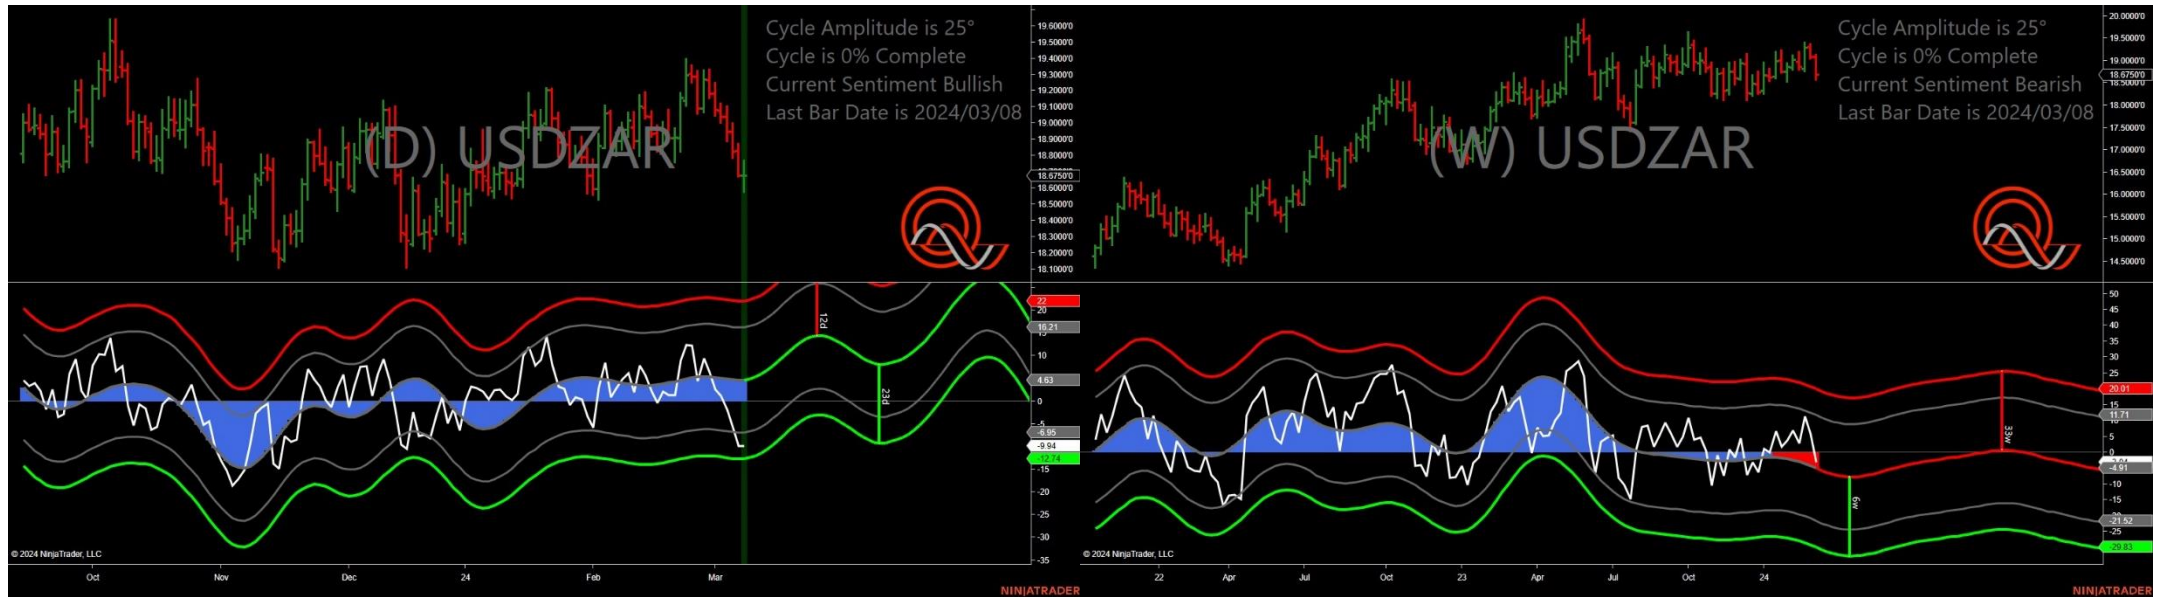 Cycle Amplitude is 25°
Cycle is 0% Complete
Current Sentiment Bullish
Last Bar Date is 2024/03/08
(D) USDZAR
19.6000'0
19.5000'0
19.4000'0
19.3000'0
19.2000'0
19.1000'0
19.0000'0
18.9000'0
18.8000'0
18.6750'0
18.6000'0
18.5000'0
18.4000'0
18.3000'0
18.2000'0
18.1000'0
12d
23d
22
20
16.21
10
4.63
0
-5
-6.95
-9.94
-12.74
-15
-20
-25
-30
-35
© 2024 NinjaTrader, LLC
Oct
Nov
Dec
24
Feb
Mar
NINJATRADER
Cycle Amplitude is 25°
Cycle is 0% Complete
Current Sentiment Bearish
Last Bar Date is 2024/03/08
(W) USDZAR
20.0000'0
19.5000'0
19.0000'0
18.6750'0
18.5000'0
18.0000'0
17.5000'0
17.0000'0
16.5000'0
16.0000'0
15.5000'0
15.0000'0
14.5000'0
33w
6w
50
45
40
35
30
25
20.01
15
11.71
5
0
-4.91
-10
-15
-21.52
-25
-29.83
© 2024 NinjaTrader, LLC
22
Apr
Jul
Oct
23
Apr
Jul
Oct
24
NINJATRADER